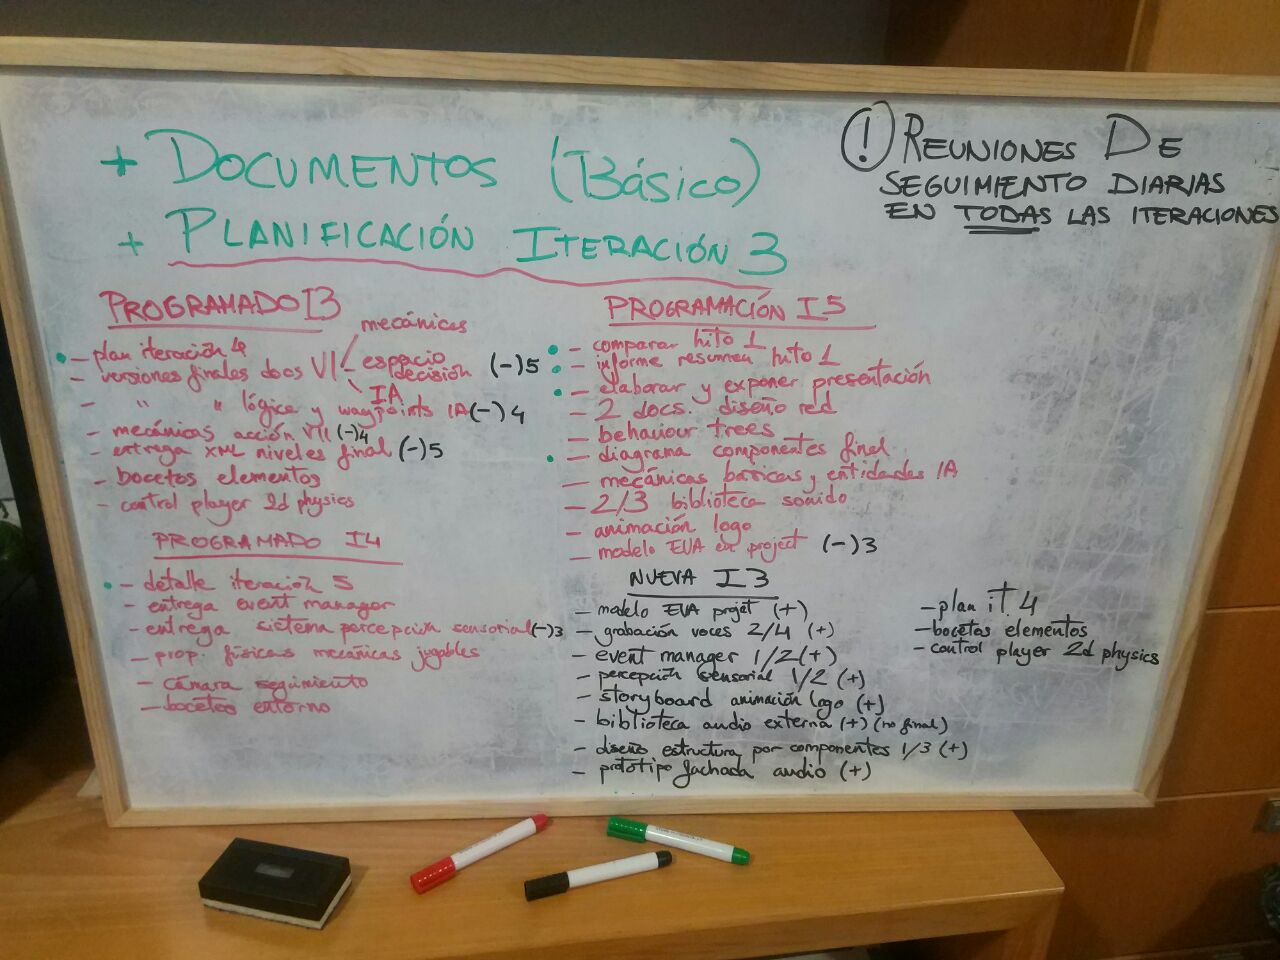 + DOCUMENTOS (Básico)
+ PLANIFICACIÓN ITERACIÓN 3
! REUNIONES DE
SEGUIMIENTO DIARIAS
EN TODAS LAS ITERACIONES
PROGRAMADO I3
- plan iteración 4
- versiones finales docs VJ
mecánicas
espacio decisión (-)5
IA
- " " lógica y waypoints IA (-) 4
- mecánicas acción VJ (-)4
- entrega XML niveles final (-)5
- bocetos elementos
- control player 2d physics
PROGRAMADO I4
- detalle iteración 5
- entrega event manager
- entrega sistema percepción sensorial (-)3
- prop. físicas mecánicas jugables
- cámara seguimiento
- bocetos entorno
PROGRAMACIÓN I5
- comparar hito 1
- informe resumen hito 1
- elaborar y exponer presentación
- 2 docs. diseño red
- behaviour trees
- diagrama componentes final
- mecánicas básicas y entidades IA
- 2/3 biblioteca sonido
- animación logo
- modelo EVA en project (-)3
NUEVA I3
- modelo EVA projet (+)
- grabación voces 2/4 (+)
- event manager 1/2 (+)
- percepción sensorial 1/2 (+)
- storyboard animación logo (+)
- biblioteca audio externa (+) (no final)
- diseño estructura por componentes 1/3 (+)
- prototipo fachada audio (+)
- plan it. 4
- bocetos elementos
- control player 2d physics